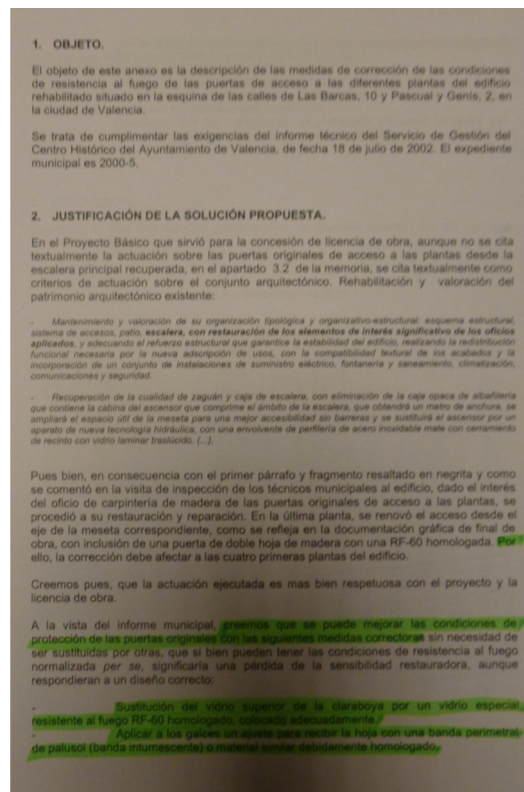 1. OBJETO.
El objeto de este anexo es la descripción de las medidas de corrección de las condiciones
de resistencia al fuego de las puertas de acceso a las diferentes plantas del edificio
rehabilitado situado en la esquina de las calles de Las Barcas, 10 y Pascual y Genís, 2, en
la ciudad de Valencia.
Se trata de cumplimentar las exigencias del informe técnico del Servicio de Gestión del
Centro Histórico del Ayuntamiento de Valencia, de fecha 18 de julio de 2002. El expediente
municipal es 2000-5.
2. JUSTIFICACIÓN DE LA SOLUCIÓN PROPUESTA.
En el Proyecto Básico que sirvió para la concesión de licencia de obra, aunque no se cita
textualmente la actuación sobre las puertas originales de acceso a las plantas desde la
escalera principal recuperada, en el apartado 3.2 de la memoria, se cita textualmente como
criterios de actuación sobre el conjunto arquitectónico. Rehabilitación y valoración del
patrimonio arquitectónico existente:
- Mantenimiento y valoración de su organización tipológica y organizativo-estructural: esquema estructural,
sistema de accesos, patio, escalera, con restauración de los elementos de interés significativo de los oficios
aplicados, y adecuando el refuerzo estructural que garantice la estabilidad del edificio, realizando la redistribución
funcional necesaria por la nueva adscripción de usos, con la compatibilidad textural de los acabados y la
incorporación de un conjunto de instalaciones de suministro eléctrico, fontanería y saneamiento, climatización,
comunicaciones y seguridad.
- Recuperación de la cualidad de zaguán y caja de escalera, con eliminación de la caja opaca de albañilería
que contiene la cabina del ascensor que comprime el ámbito de la escalera, que obtendrá un metro de anchura, se
ampliará el espacio útil de la meseta para una mejor accesibilidad sin barreras y se sustituirá el ascensor por un
aparato de nueva tecnología hidráulica, con una envolvente de perfilería de acero inoxidable mate con cerramiento
de recinto con vidrio laminar traslúcido. (...).
Pues bien, en consecuencia con el primer párrafo y fragmento resaltado en negrita y como
se comentó en la visita de inspección de los técnicos municipales al edificio, dado el interés
del oficio de carpintería de madera de las puertas originales de acceso a las plantas, se
procedió a su restauración y reparación. En la última planta, se renovó el acceso desde el
eje de la meseta correspondiente, como se refleja en la documentación gráfica de final de
obra, con inclusión de una puerta de doble hoja de madera con una RF-60 homologada. Por
ello, la corrección debe afectar a las cuatro primeras plantas del edificio.
Creemos pues, que la actuación ejecutada es mas bien respetuosa con el proyecto y la
licencia de obra.
A la vista del informe municipal, creemos que se puede mejorar las condiciones de
protección de las puertas originales con las siguientes medidas correctoras sin necesidad de
ser sustituidas por otras, que si bien pueden tener las condiciones de resistencia al fuego
normalizada per se, significaría una pérdida de la sensibilidad restauradora, aunque
respondieran a un diseño correcto:
- Sustitución del vidrio superior de la claraboya por un vidrio especial
resistente al fuego RF-60 homologado, colocado adecuadamente.
- Aplicar a los galces un ajuste para recibir la hoja con una banda perimetral
de palusol (banda intumescente) o material similar debidamente homologado.